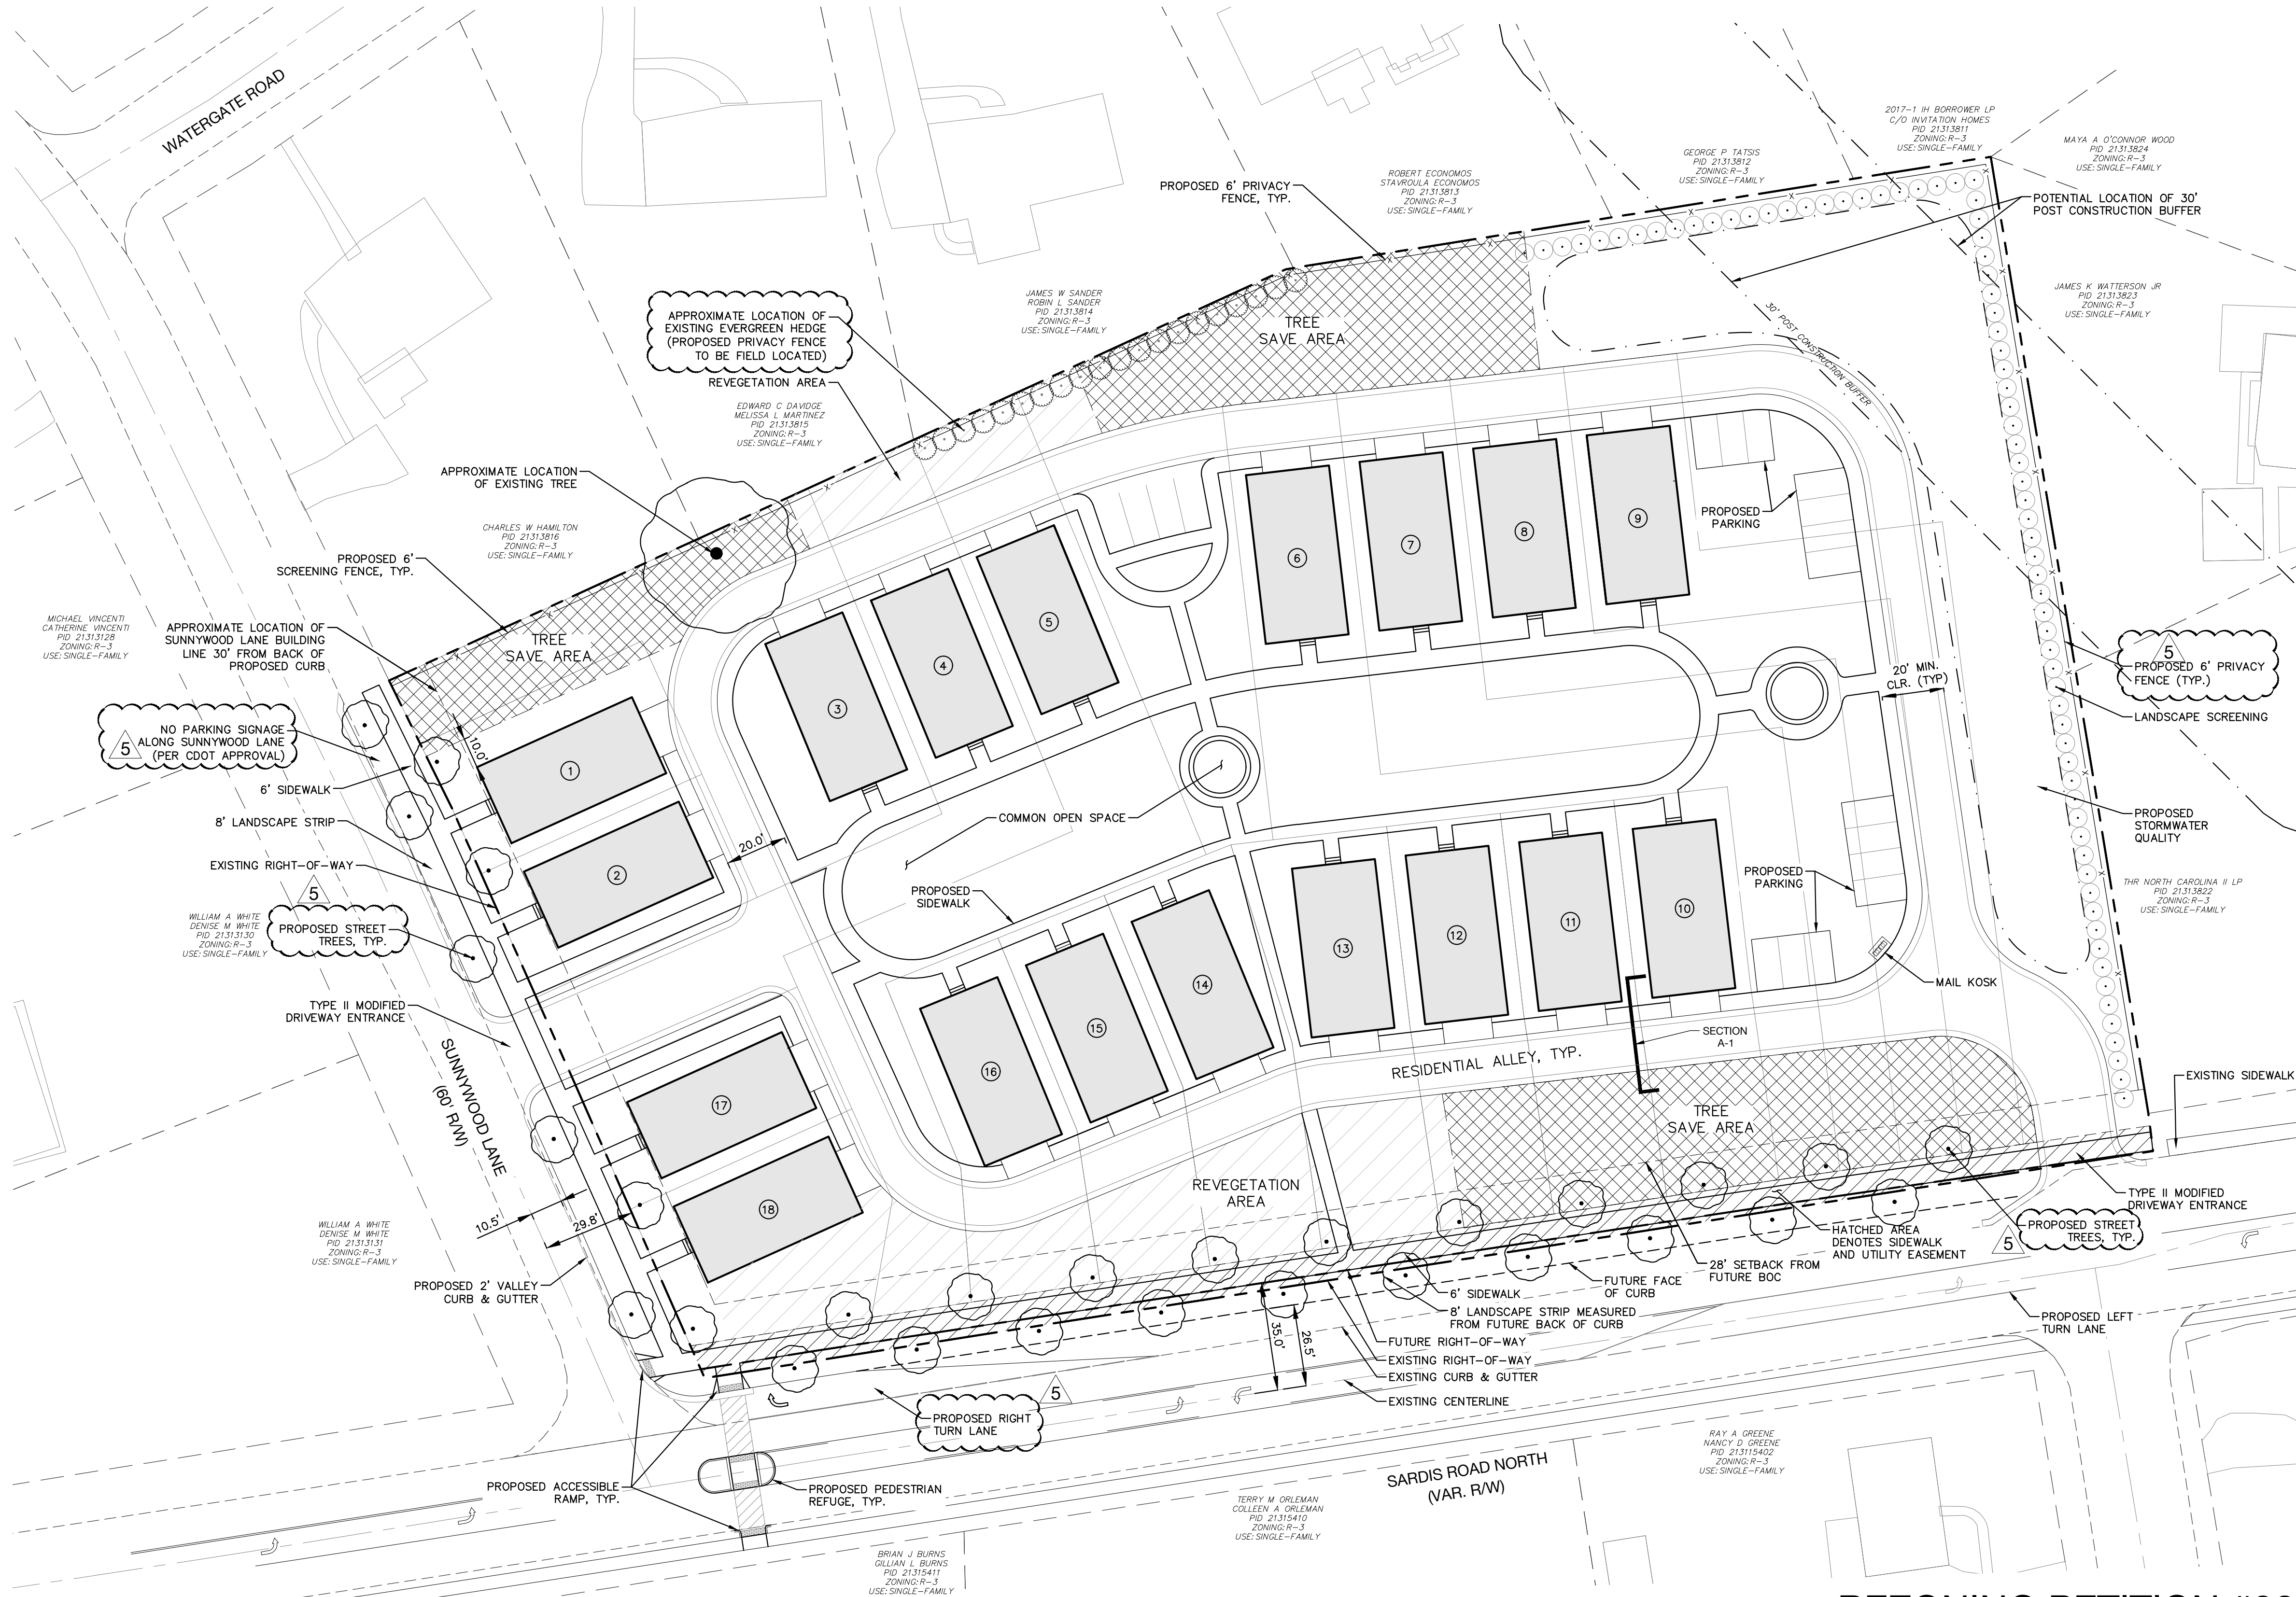 WATERGATE ROAD
2017-1 IH BORROWER LP
C/O INVITATION HOMES
PID 21313811
ZONING: R-3
USE: SINGLE-FAMILY
MAYA A O'CONNOR WOOD
PID 21313824
ZONING: R-3
USE: SINGLE-FAMILY
GEORGE P TATSIS
PID 21313812
ZONING: R-3
USE: SINGLE-FAMILY
ROBERT ECONOMOS
STAVROULA ECONOMOS
PID 21313813
ZONING: R-3
USE: SINGLE-FAMILY
PROPOSED 6' PRIVACY
FENCE, TYP.
POTENTIAL LOCATION OF 30'
POST CONSTRUCTION BUFFER
JAMES K WATTERSON JR
PID 21313823
ZONING: R-3
USE: SINGLE-FAMILY
JAMES W SANDER
ROBIN L SANDER
PID 21313814
ZONING: R-3
USE: SINGLE-FAMILY
APPROXIMATE LOCATION OF
EXISTING EVERGREEN HEDGE
(PROPOSED PRIVACY FENCE
TO BE FIELD LOCATED)
TREE
SAVE AREA
30' POST CONSTRUCTION BUFFER
REVEGETATION AREA
EDWARD C DAVIDGE
MELISSA L MARTINEZ
PID 21313815
ZONING: R-3
USE: SINGLE-FAMILY
APPROXIMATE LOCATION
OF EXISTING TREE
CHARLES W HAMILTON
PID 21313816
ZONING: R-3
USE: SINGLE-FAMILY
PROPOSED
PARKING
PROPOSED 6'
SCREENING FENCE, TYP.
MICHAEL VINCENTI
CATHERINE VINCENTI
PID 21313128
ZONING: R-3
USE: SINGLE-FAMILY
APPROXIMATE LOCATION OF
SUNNYWOOD LANE BUILDING
LINE 30' FROM BACK OF
PROPOSED CURB
TREE
SAVE AREA
6
7
8
9
5
4
3
5
PROPOSED 6' PRIVACY
FENCE (TYP.)
20' MIN.
CLR. (TYP)
LANDSCAPE SCREENING
NO PARKING SIGNAGE
ALONG SUNNYWOOD LANE
(PER CDOT APPROVAL)
5
10.0'
1
6' SIDEWALK
8' LANDSCAPE STRIP
COMMON OPEN SPACE
PROPOSED
STORMWATER
QUALITY
20.0'
2
EXISTING RIGHT-OF-WAY
5
PROPOSED STREET
TREES, TYP.
WILLIAM A WHITE
DENISE M WHITE
PID 21313130
ZONING: R-3
USE: SINGLE-FAMILY
PROPOSED
SIDEWALK
PROPOSED
PARKING
THR NORTH CAROLINA II LP
PID 21313822
ZONING: R-3
USE: SINGLE-FAMILY
10
11
12
13
14
15
16
MAIL KOSK
TYPE II MODIFIED
DRIVEWAY ENTRANCE
SECTION
A-1
RESIDENTIAL ALLEY, TYP.
SUNNYWOOD LANE
(60' R/W)
EXISTING SIDEWALK
17
18
TREE
SAVE AREA
REVEGETATION
AREA
10.5'
29.8'
WILLIAM A WHITE
DENISE M WHITE
PID 21313131
ZONING: R-3
USE: SINGLE-FAMILY
TYPE II MODIFIED
DRIVEWAY ENTRANCE
PROPOSED STREET
TREES, TYP.
5
HATCHED AREA
DENOTES SIDEWALK
AND UTILITY EASEMENT
28' SETBACK FROM
FUTURE BOC
FUTURE FACE
OF CURB
PROPOSED 2' VALLEY
CURB & GUTTER
6' SIDEWALK
8' LANDSCAPE STRIP MEASURED
FROM FUTURE BACK OF CURB
PROPOSED LEFT
TURN LANE
35.0'
26.5'
FUTURE RIGHT-OF-WAY
EXISTING RIGHT-OF-WAY
EXISTING CURB & GUTTER
EXISTING CENTERLINE
5
PROPOSED RIGHT
TURN LANE
RAY A GREENE
NANCY D GREENE
PID 213115402
ZONING: R-3
USE: SINGLE-FAMILY
SARDIS ROAD NORTH
(VAR. R/W)
PROPOSED ACCESSIBLE
RAMP, TYP.
PROPOSED PEDESTRIAN
REFUGE, TYP.
TERRY M ORLEMAN
COLLEEN A ORLEMAN
PID 21315410
ZONING: R-3
USE: SINGLE-FAMILY
BRIAN J BURNS
GILLIAN L BURNS
PID 21315411
ZONING: R-3
USE: SINGLE-FAMILY